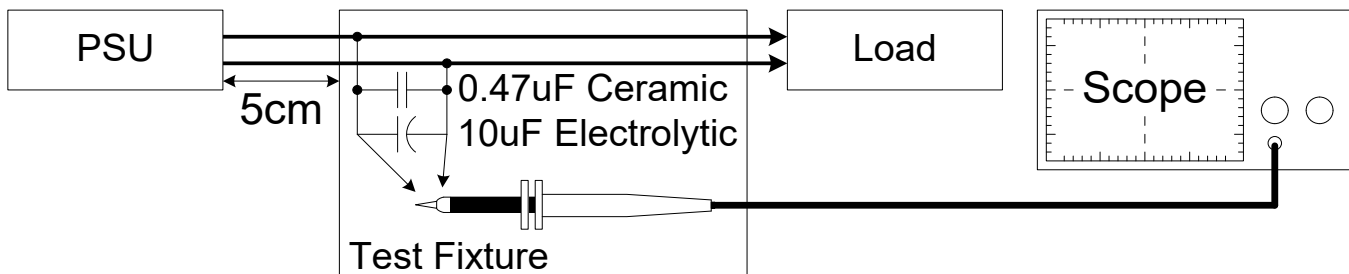 PSU
Load
Scope
5cm
0.47uF Ceramic
10uF Electrolytic
Test Fixture